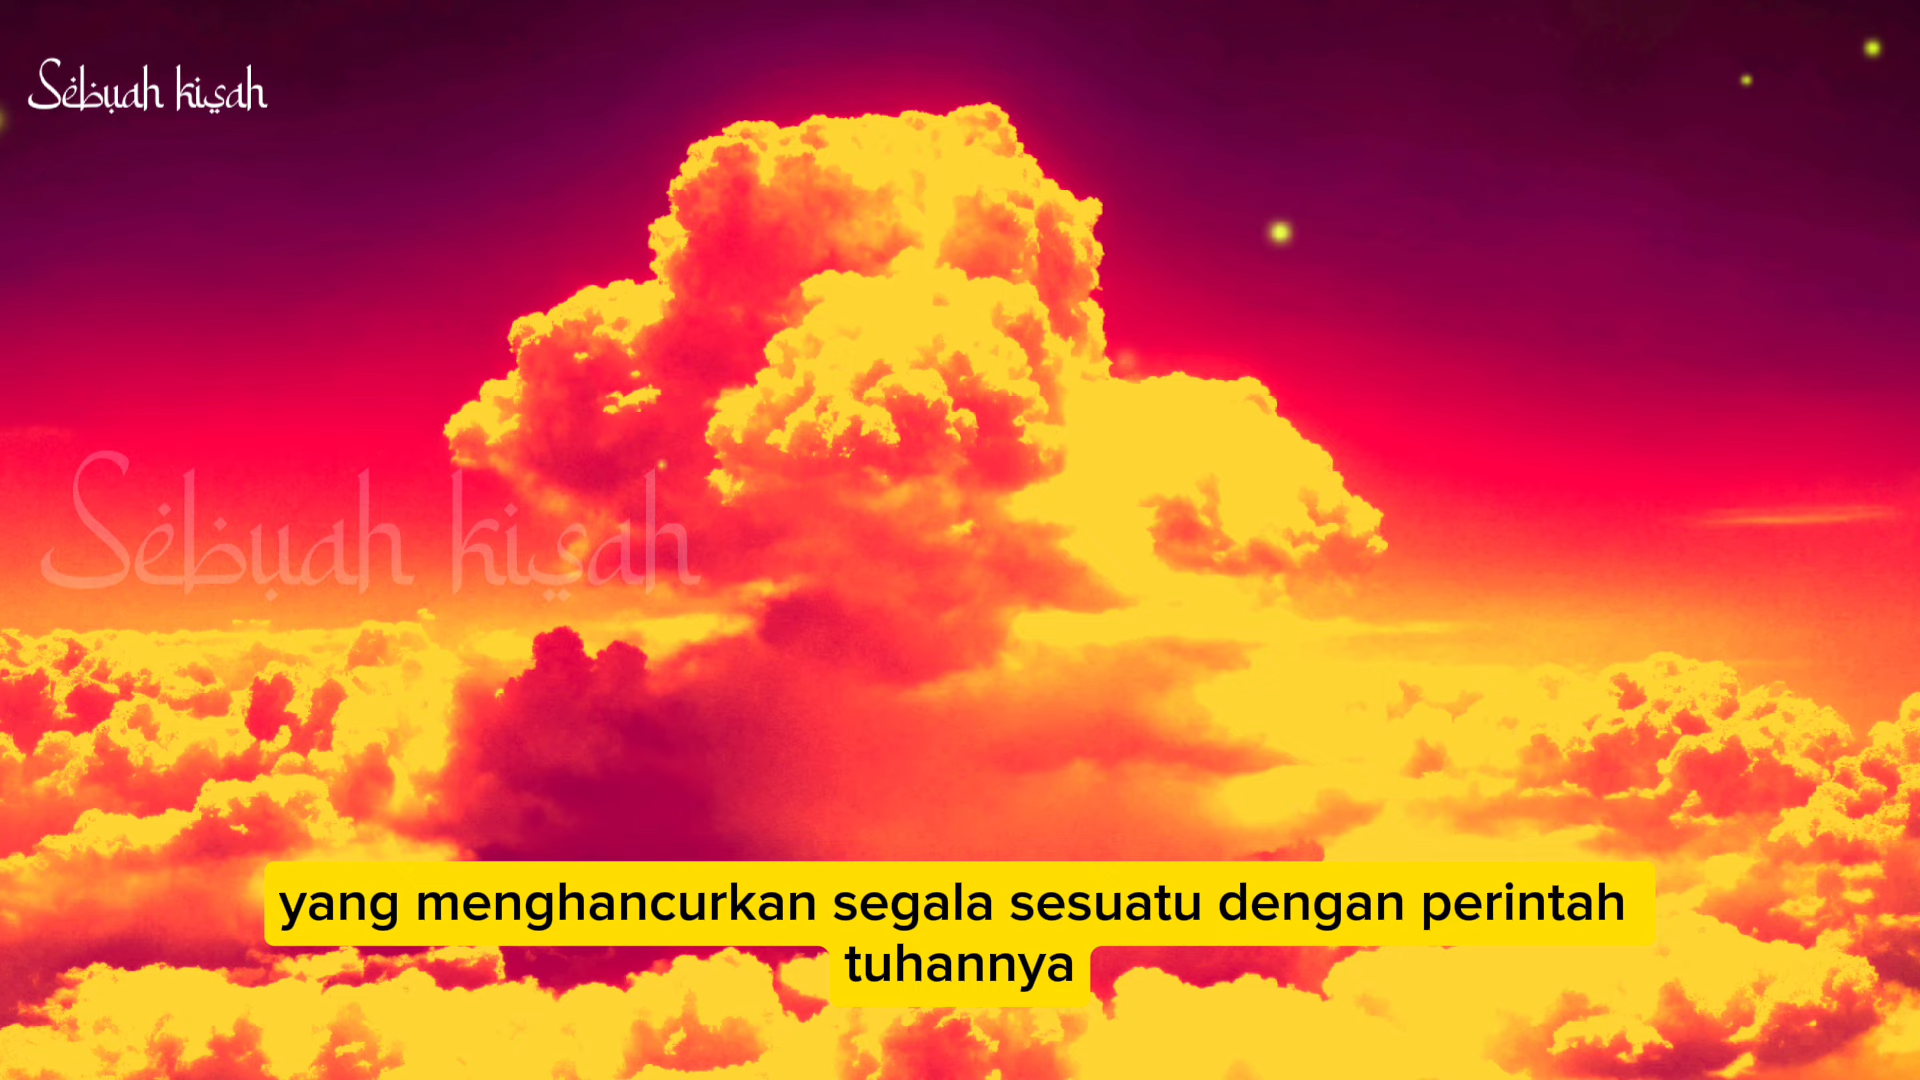 Sebuah kisah
Sebuah kisah
yang menghancurkan segala sesuatu dengan perintah
tuhannya